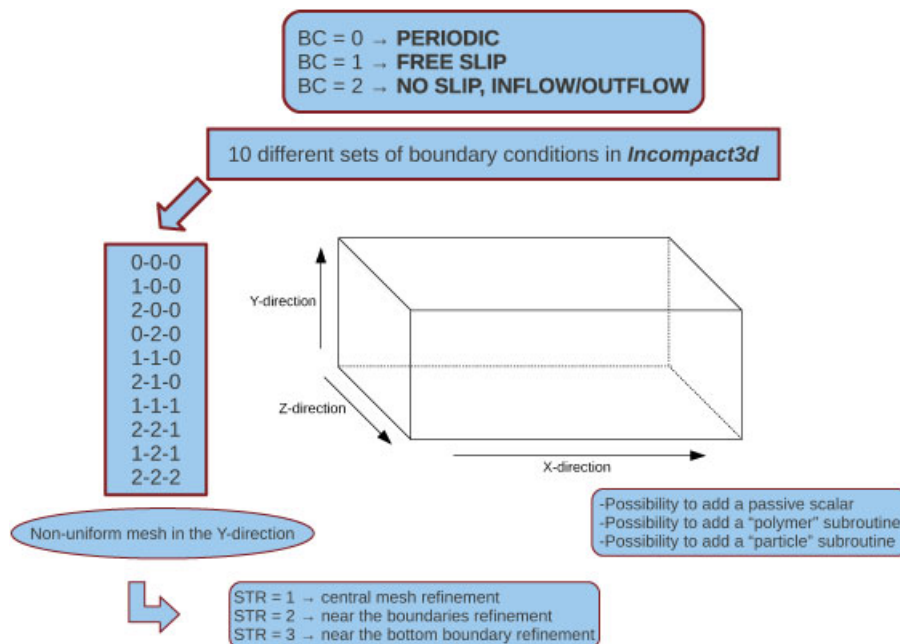 BC = 0 → PERIODIC
BC = 1 → FREE SLIP
BC = 2 → NO SLIP, INFLOW/OUTFLOW
10 different sets of boundary conditions in Incompact3d
0-0-0
1-0-0
2-0-0
0-2-0
1-1-0
2-1-0
1-1-1
2-2-1
1-2-1
2-2-2
Y-direction
Z-direction
X-direction
Non-uniform mesh in the Y-direction
-Possibility to add a passive scalar
-Possibility to add a "polymer" subroutine
-Possibility to add a "particle" subroutine
STR = 1 → central mesh refinement
STR = 2 → near the boundaries refinement
STR = 3 → near the bottom boundary refinement